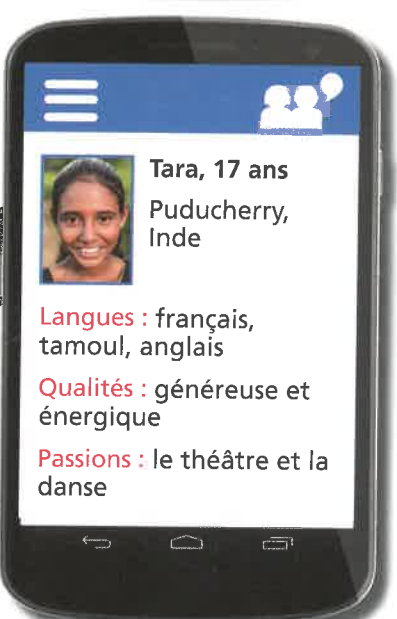 Tara, 17 ans
Puducherry,
Inde
Langues : français,
tamoul, anglais
Qualités : généreuse et
énergique
Passions : le théâtre et la
danse